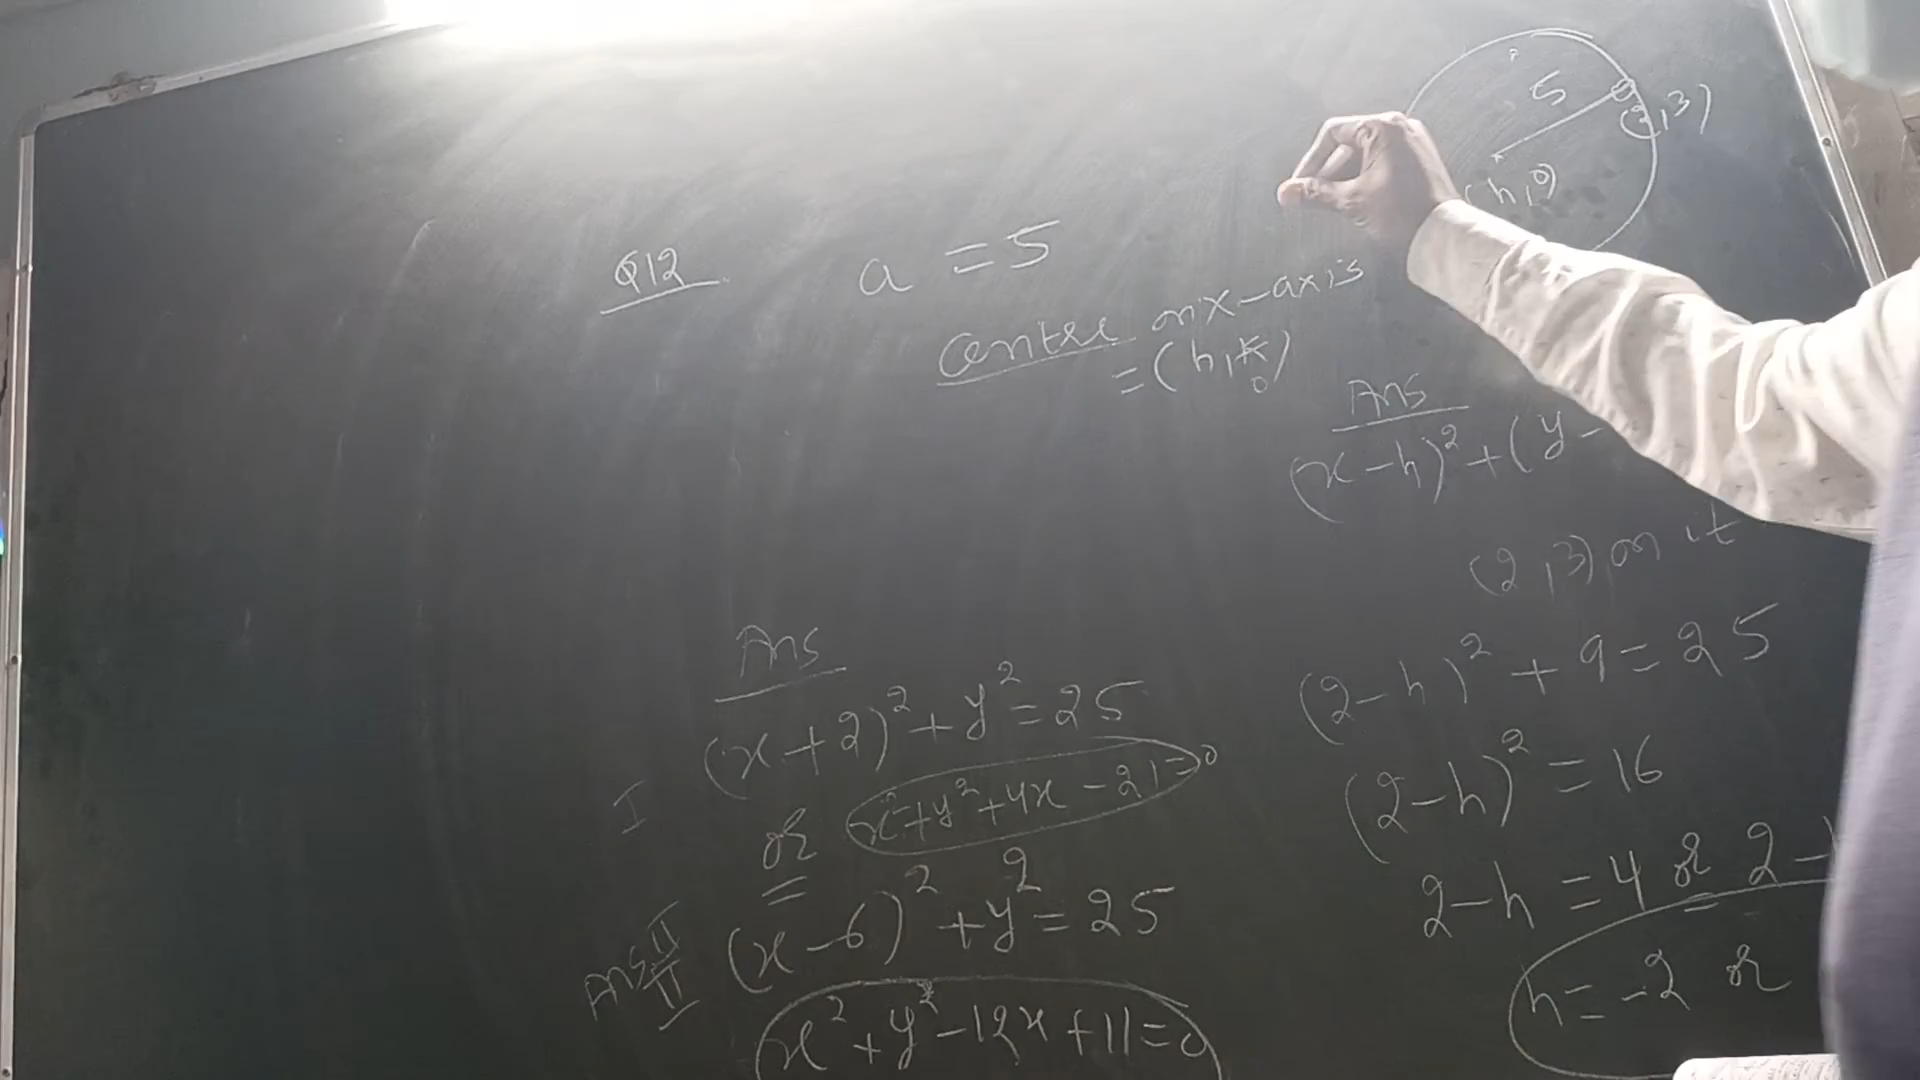 5
(2,3)
(h,0)
Q12
a = 5
Centre on x-axis
= (h, k)
0
Ans
(x-h)² + (y-
(2,3) on it
(2-h)² + 9 = 25
(2-h)² = 16
2-h = 4 or 2-
h = -2 or
Ans
I (x+2)² + y² = 25
or x²+y²+4x-21=0
Ans II (x-6)² + y² = 25
x²+y²-12x+11=0